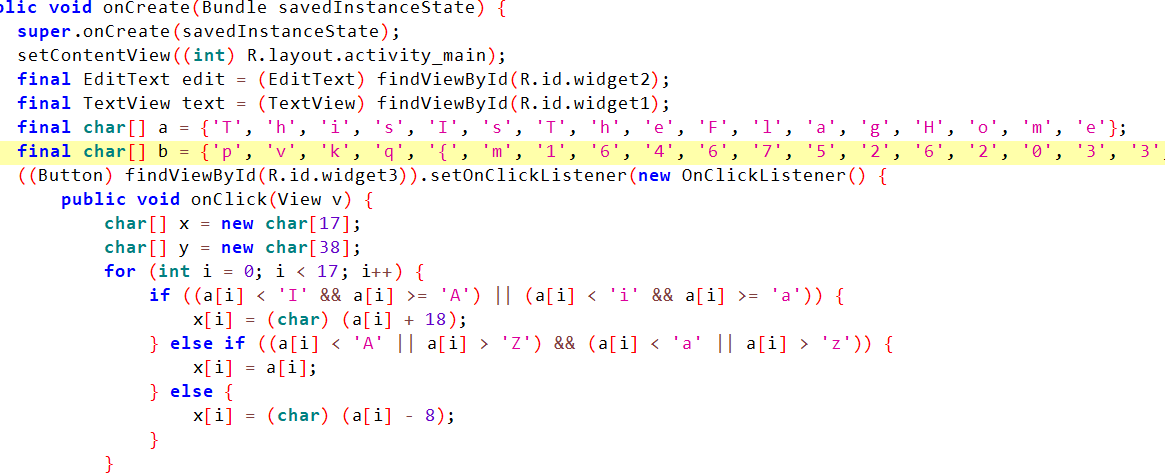 lic void onCreate(Bundle savedInstanceState) {
super.onCreate(savedInstanceState);
setContentView((int) R.layout.activity_main);
final EditText edit = (EditText) findViewById(R.id.widget2);
final TextView text = (TextView) findViewById(R.id.widget1);
final char[] a = {'T', 'h', 'i', 's', 'I', 's', 'T', 'h', 'e', 'F', 'l', 'a', 'g', 'H', 'o', 'm', 'e'};
final char[] b = {'p', 'v', 'k', 'q', '{', 'm', '1', '6', '4', '6', '7', '5', '2', '6', '2', '0', '3', '3'
((Button) findViewById(R.id.widget3)).setOnClickListener(new OnClickListener() {
public void onClick(View v) {
char[] x = new char[17];
char[] y = new char[38];
for (int i = 0; i < 17; i++) {
if ((a[i] < 'I' && a[i] >= 'A') || (a[i] < 'i' && a[i] >= 'a')) {
x[i] = (char) (a[i] + 18);
} else if ((a[i] < 'A' || a[i] > 'Z') && (a[i] < 'a' || a[i] > 'z')) {
x[i] = a[i];
} else {
x[i] = (char) (a[i] - 8);
}
}